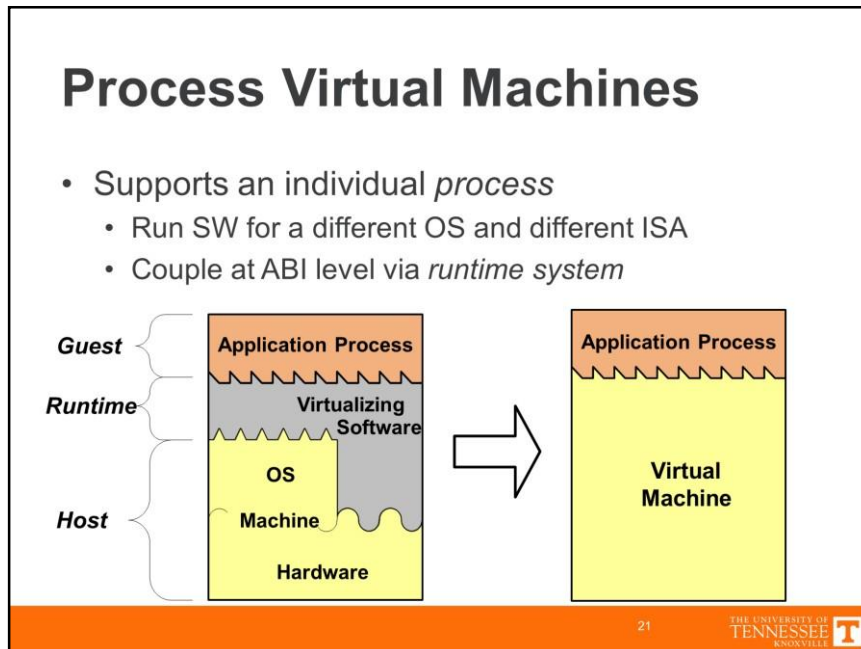 Process Virtual Machines
• Supports an individual process
• Run SW for a different OS and different ISA
• Couple at ABI level via runtime system
Guest
Runtime
Host
Application Process
Virtualizing
Software
OS
Machine
Hardware
Application Process
Virtual
Machine
21
THE UNIVERSITY OF
TENNESSEE
KNOXVILLE
T